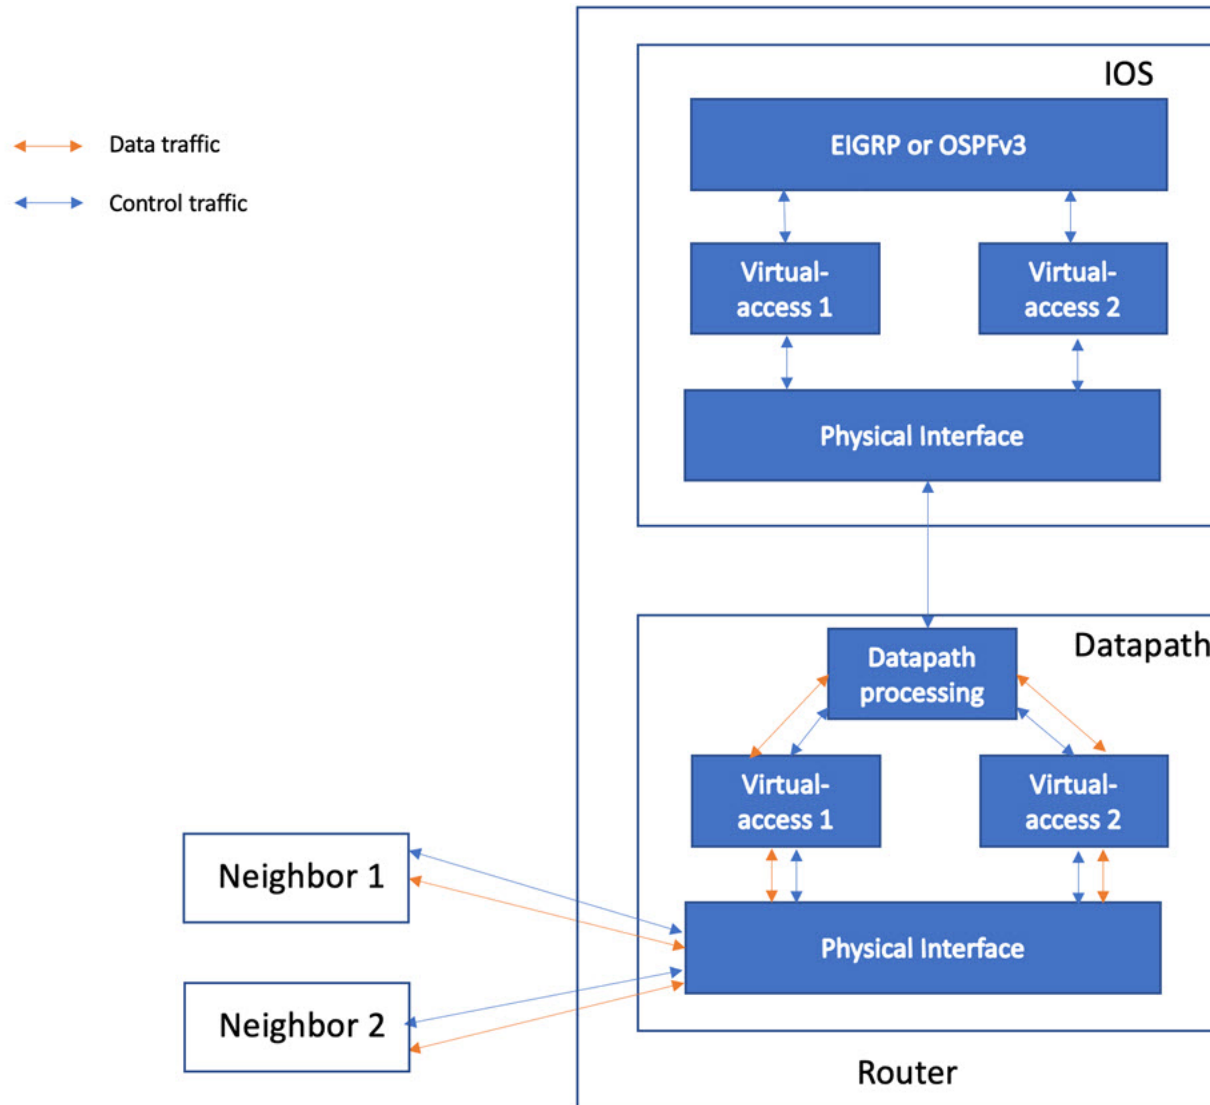 IOS
EIGRP or OSPFv3
Data traffic
Control traffic
Virtual-
access 1
Virtual-
access 2
Physical Interface
Datapath
Datapath
processing
Virtual-
access 1
Virtual-
access 2
Neighbor 1
Physical Interface
Neighbor 2
Router